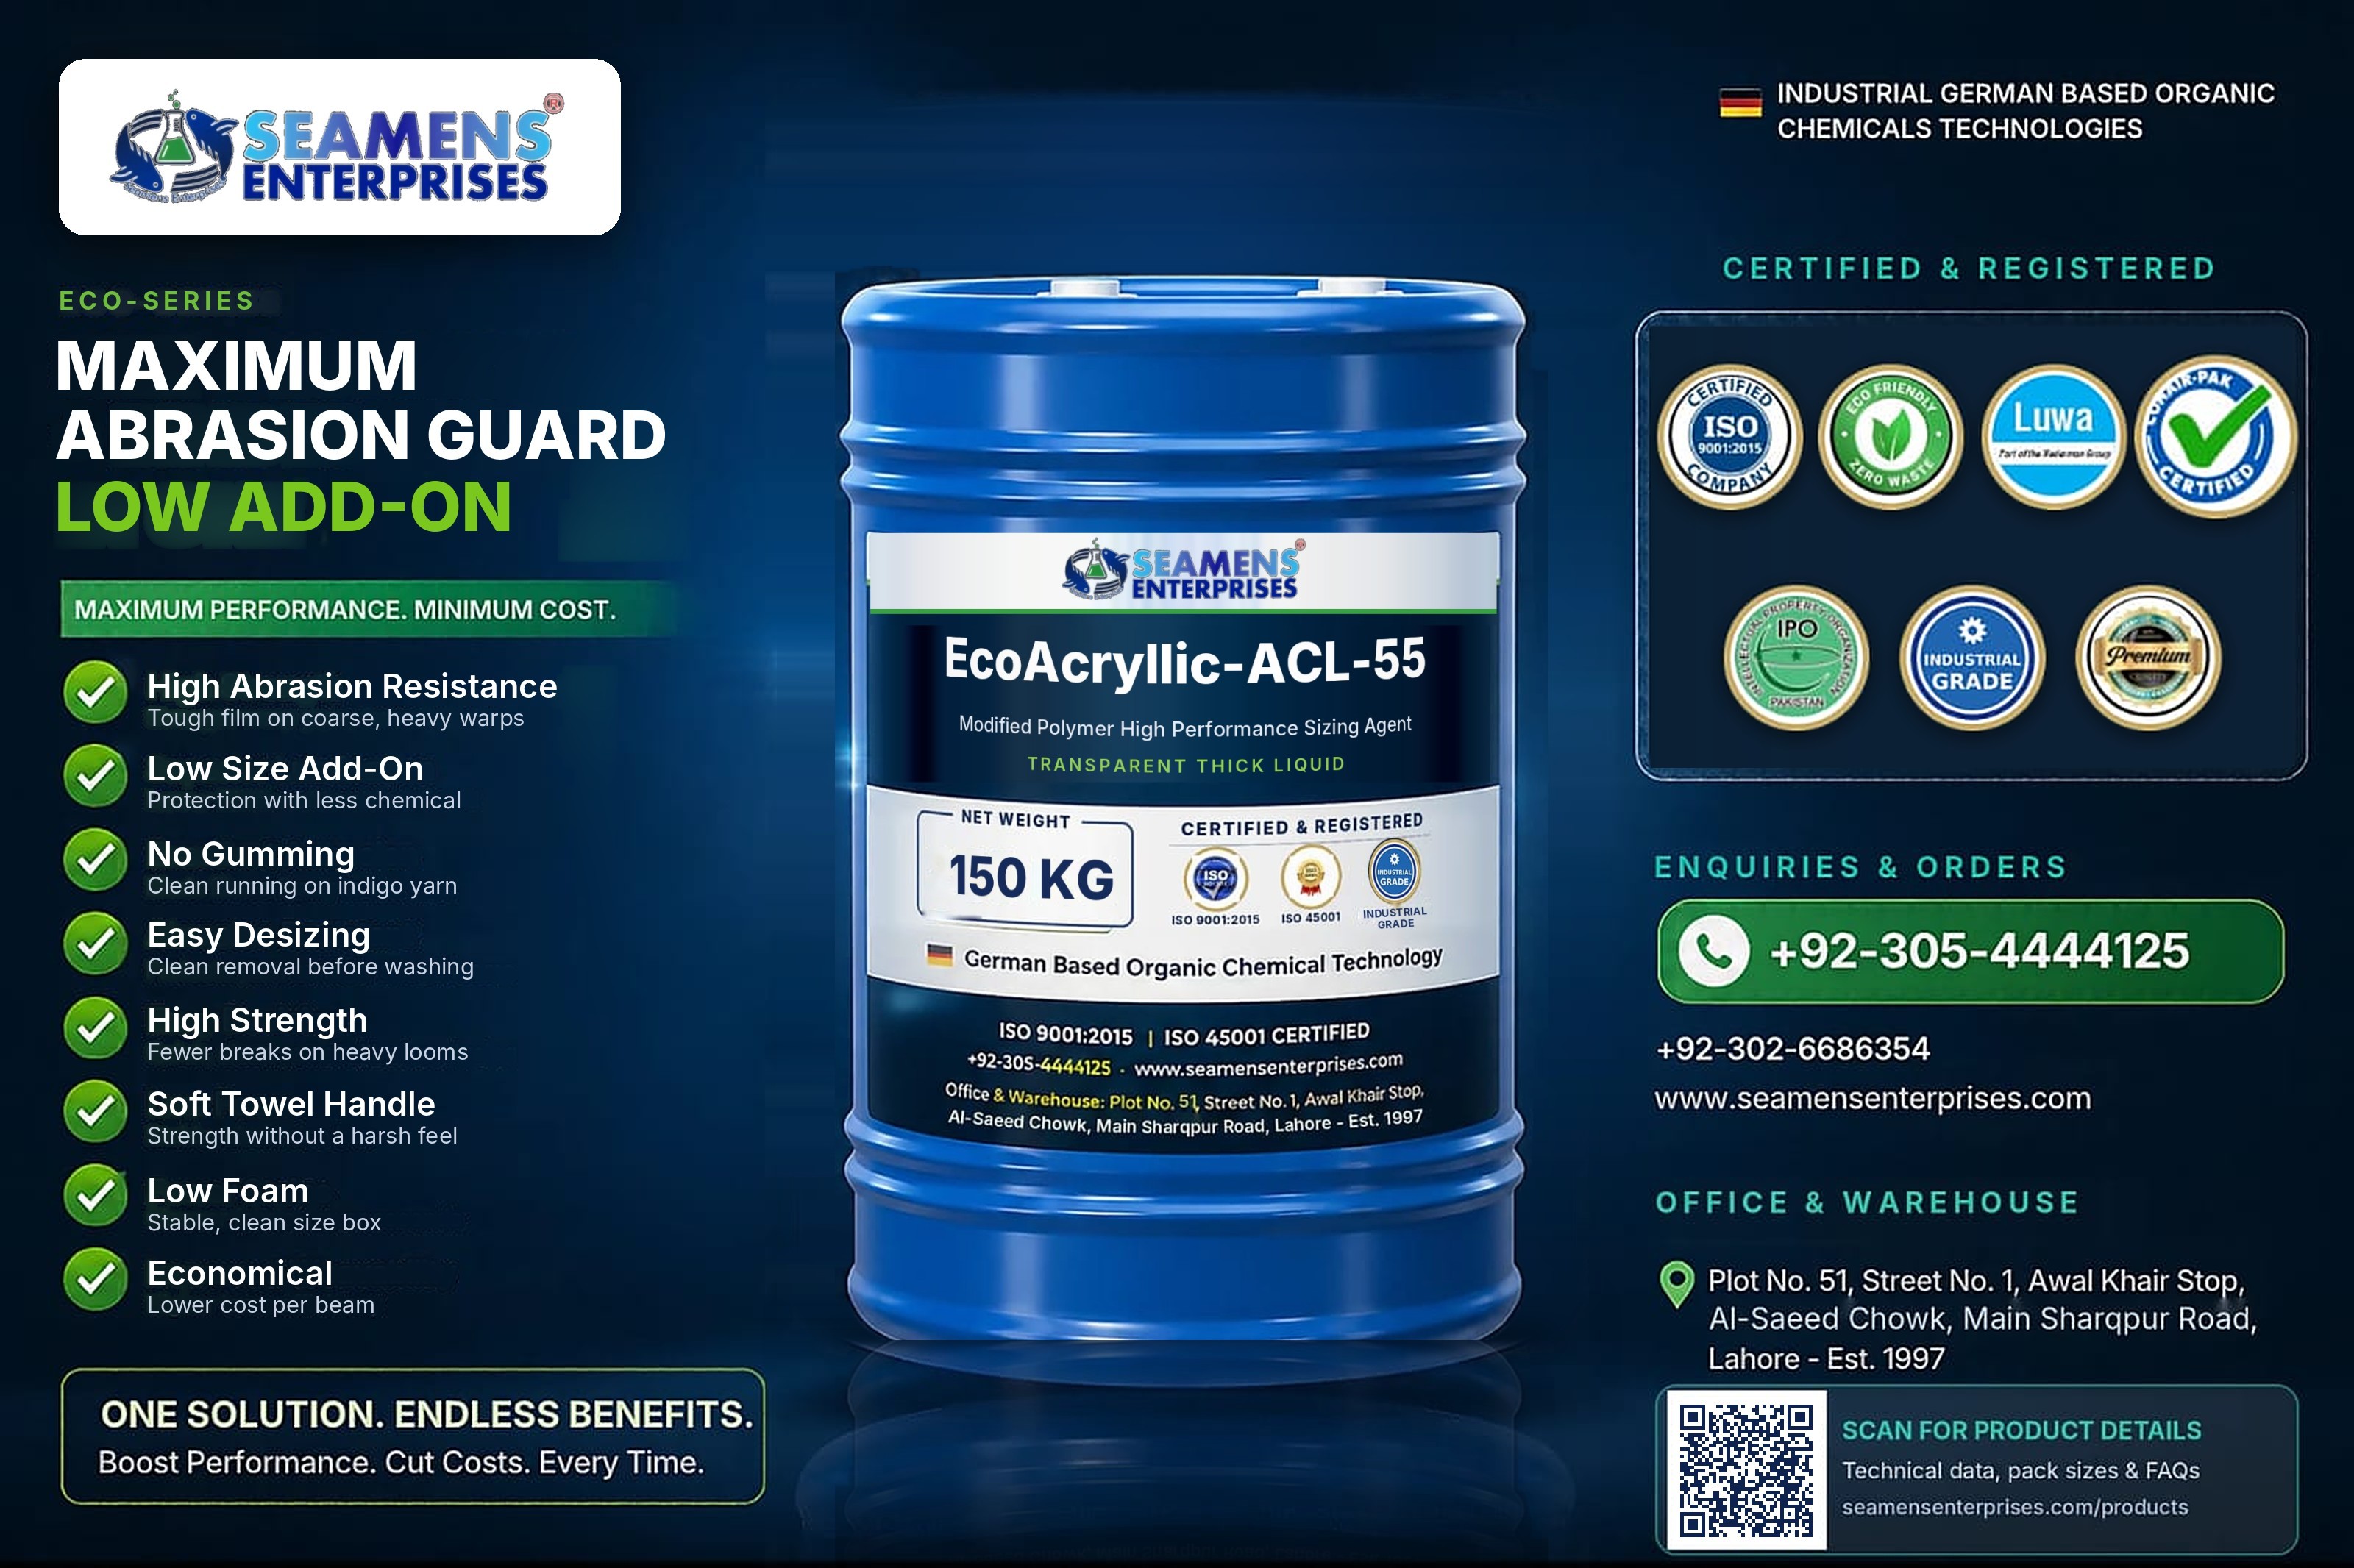 SEAMENS
ENTERPRISES
ECO-SERIES
MAXIMUM
ABRASION GUARD
LOW ADD-ON
MAXIMUM PERFORMANCE. MINIMUM COST.
High Abrasion Resistance
Tough film on coarse, heavy warps
Low Size Add-On
Protection with less chemical
No Gumming
Clean running on indigo yarn
Easy Desizing
Clean removal before washing
High Strength
Fewer breaks on heavy looms
Soft Towel Handle
Strength without a harsh feel
Low Foam
Stable, clean size box
Economical
Lower cost per beam
ONE SOLUTION. ENDLESS BENEFITS.
Boost Performance. Cut Costs. Every Time.
SEAMENS
ENTERPRISES
EcoAcryllic-ACL-55
Modified Polymer High Performance Sizing Agent
TRANSPARENT THICK LIQUID
NET WEIGHT
150 KG
CERTIFIED & REGISTERED
ISO
INDUSTRIAL
GRADE
ISO 9001:2015
ISO 45001
INDUSTRIAL
GRADE
German Based Organic Chemical Technology
ISO 9001:2015 | ISO 45001 CERTIFIED
+92-305-4444125 · www.seamensenterprises.com
Office & Warehouse: Plot No. 51, Street No. 1, Awal Khair Stop,
Al-Saeed Chowk, Main Sharqpur Road, Lahore - Est. 1997
INDUSTRIAL GERMAN BASED ORGANIC
CHEMICALS TECHNOLOGIES
CERTIFIED & REGISTERED
CERTIFIED
ISO
9001:2015
COMPANY
ECO FRIENDLY
ZERO WASTE
Luwa
Part of the
Group
CERTIFIED
INTELLECTUAL PROPERTY ORGANIZATION
IPO
PAKISTAN
INDUSTRIAL
GRADE
Premium
ENQUIRIES & ORDERS
+92-305-4444125
+92-302-6686354
www.seamensenterprises.com
OFFICE & WAREHOUSE
Plot No. 51, Street No. 1, Awal Khair Stop,
Al-Saeed Chowk, Main Sharqpur Road,
Lahore - Est. 1997
SCAN FOR PRODUCT DETAILS
Technical data, pack sizes & FAQs
seamensenterprises.com/products